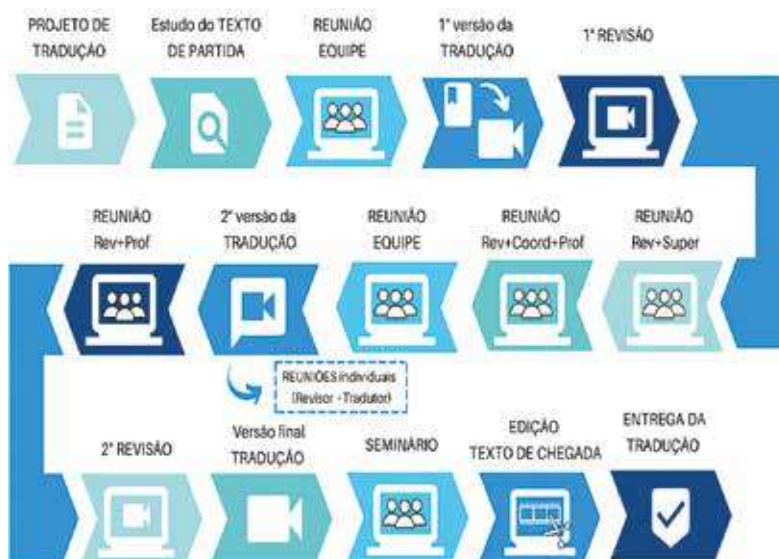 PROJETO DE
TRADUÇÃO
Estudo do TEXTO
DE PARTIDA
REUNIÃO
EQUIPE
1ª versão da
TRADUÇÃO
1ª REVISÃO
REUNIÃO
Rev+Prof
2ª versão da
TRADUÇÃO
REUNIÃO
EQUIPE
REUNIÃO
Rev+Coord+Prof
REUNIÃO
Rev+Super
REUNIÕES individuais
(Revisor - Tradutor)
2ª REVISÃO
Versão final
TRADUÇÃO
SEMINÁRIO
EDIÇÃO
TEXTO DE CHEGADA
ENTREGA DA
TRADUÇÃO